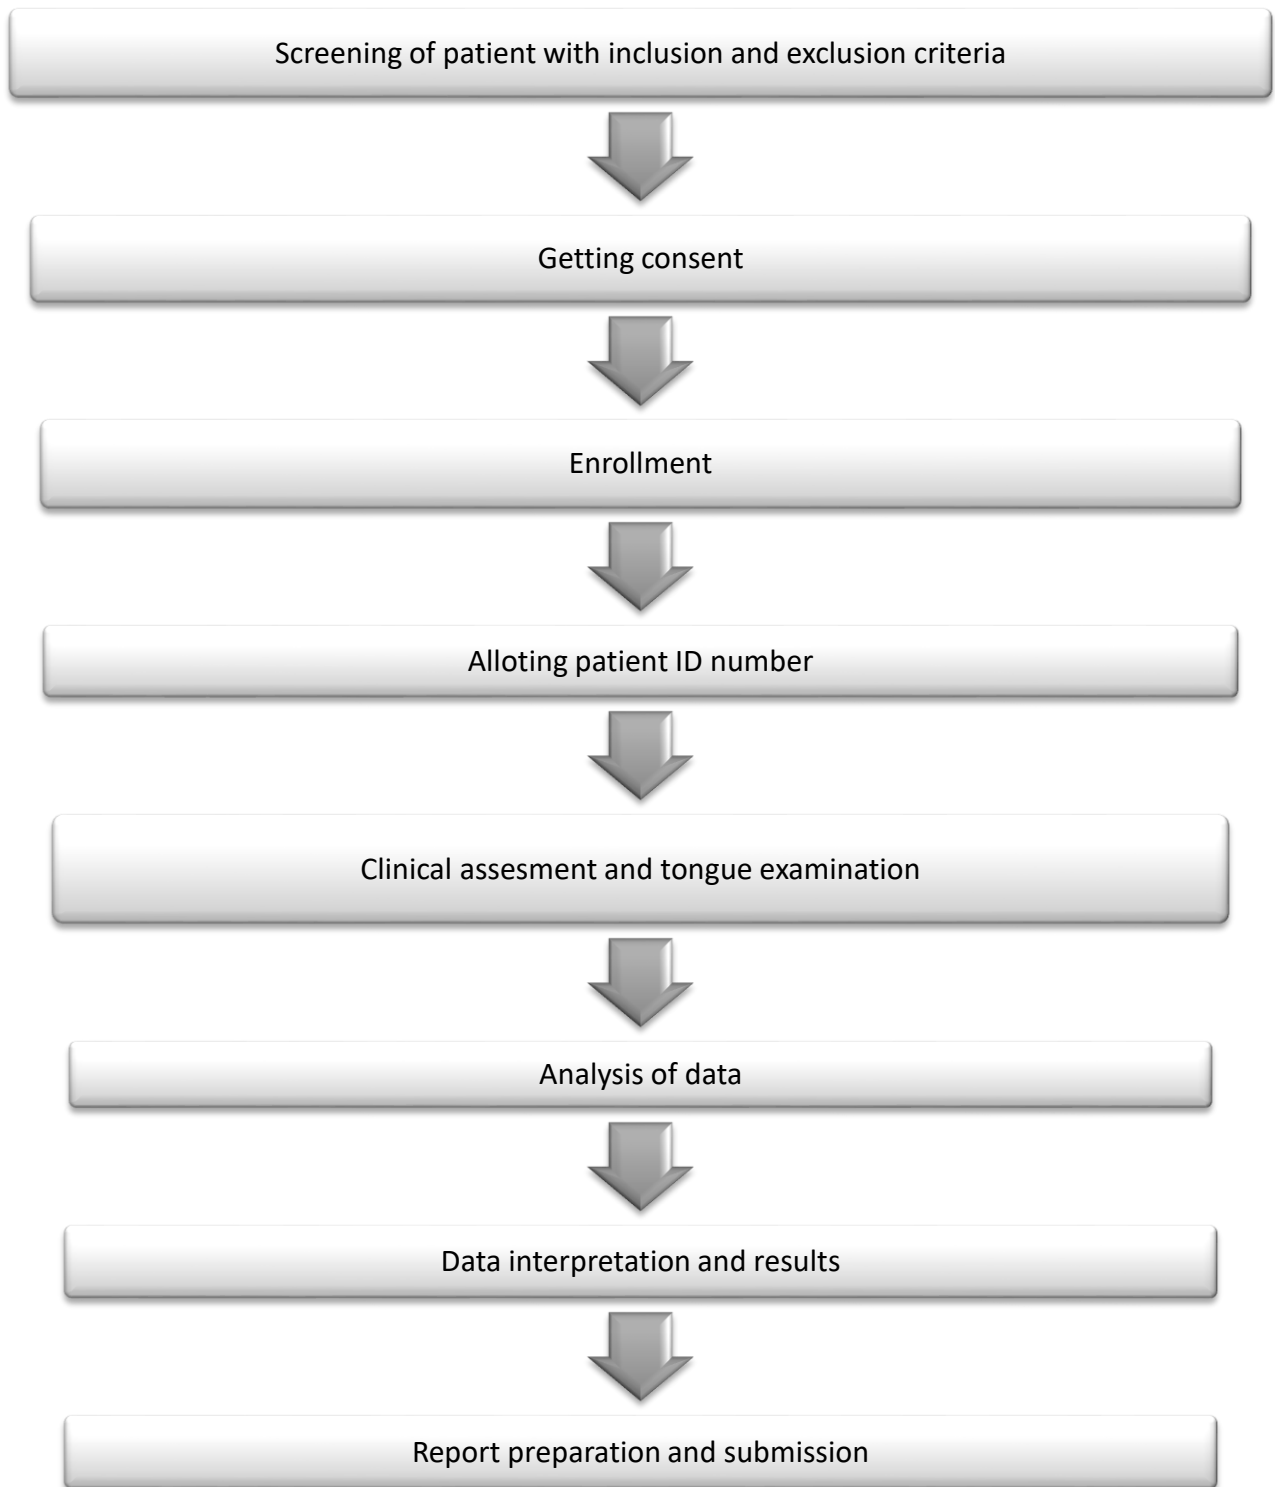 Screening of patient with inclusion and exclusion criteria
Getting consent
Enrollment
Alloting patient ID number
Clinical assesment and tongue examination
Analysis of data
Data interpretation and results
Report preparation and submission